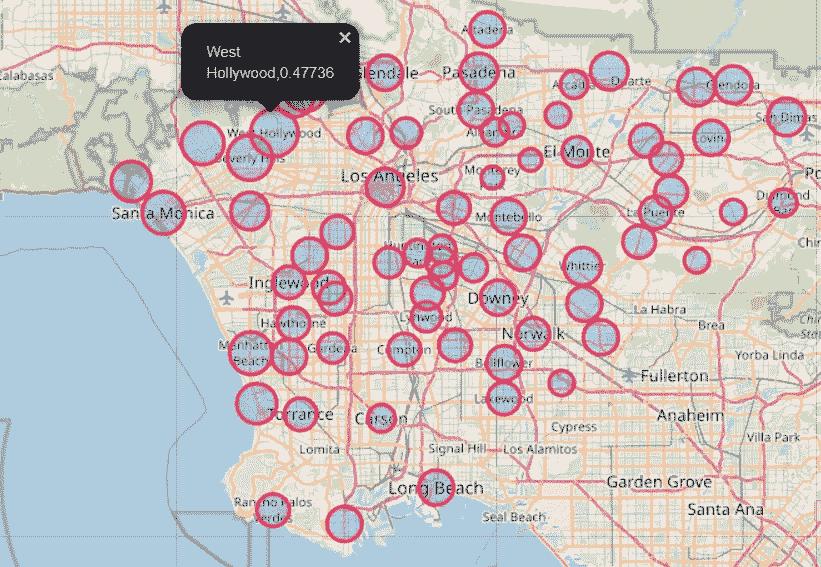 Altadena
West
Hollywood,0.47736
×
Calabasas
Glendale
Pasadena
Arcadia
Duarte
Glendora
South Pasadena
San Dimas
Alhambra
West Hollywood
Covina
El Monte
Beverly Hills
Monterey
Los Angeles
Diamond
Bar
Santa Monica
Montebello
La Puente
Huntington
Park
Whittier
Inglewood
Downey
La Habra
Lynwood
Hawthorne
Brea
Norwalk
Manhattan
Beach
Gardena
Compton
Yorba Linda
Bellflower
Fullerton
Lakewood
Torrance
Carson
Anaheim
Cypress
Villa Park
Lomita
Signal Hill
Los Alamitos
Garden Grove
Long Beach
Rancho Palos
Verdes
Seal Beach
Santa Ana